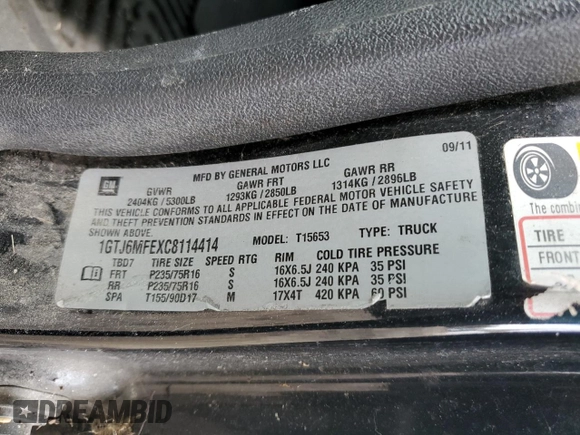 MFD BY GENERAL MOTORS LLC
09/11
GM
GVWR
GAWR FRT
GAWR RR
2404KG / 5300LB
1293KG / 2850LB
1314KG / 2896LB
THIS VEHICLE CONFORMS TO ALL APPLICABLE FEDERAL MOTOR VEHICLE SAFETY
AND THEFT PREVENTION STANDARDS IN EFFECT ON THE DATE OF MANUFACTURE
SHOWN ABOVE.
1GTJ6MFEXC8114414
MODEL: T15653
TYPE: TRUCK
TBD7 TIRE SIZE SPEED RTG RIM COLD TIRE PRESSURE
FRT P235/75R16 S 16X6.5J 240 KPA 35 PSI
RR P235/75R16 S 16X6.5J 240 KPA 35 PSI
SPA T155/90D17 M 17X4T 420 KPA 60 PSI
TIRE
FRONT
DREAMBID